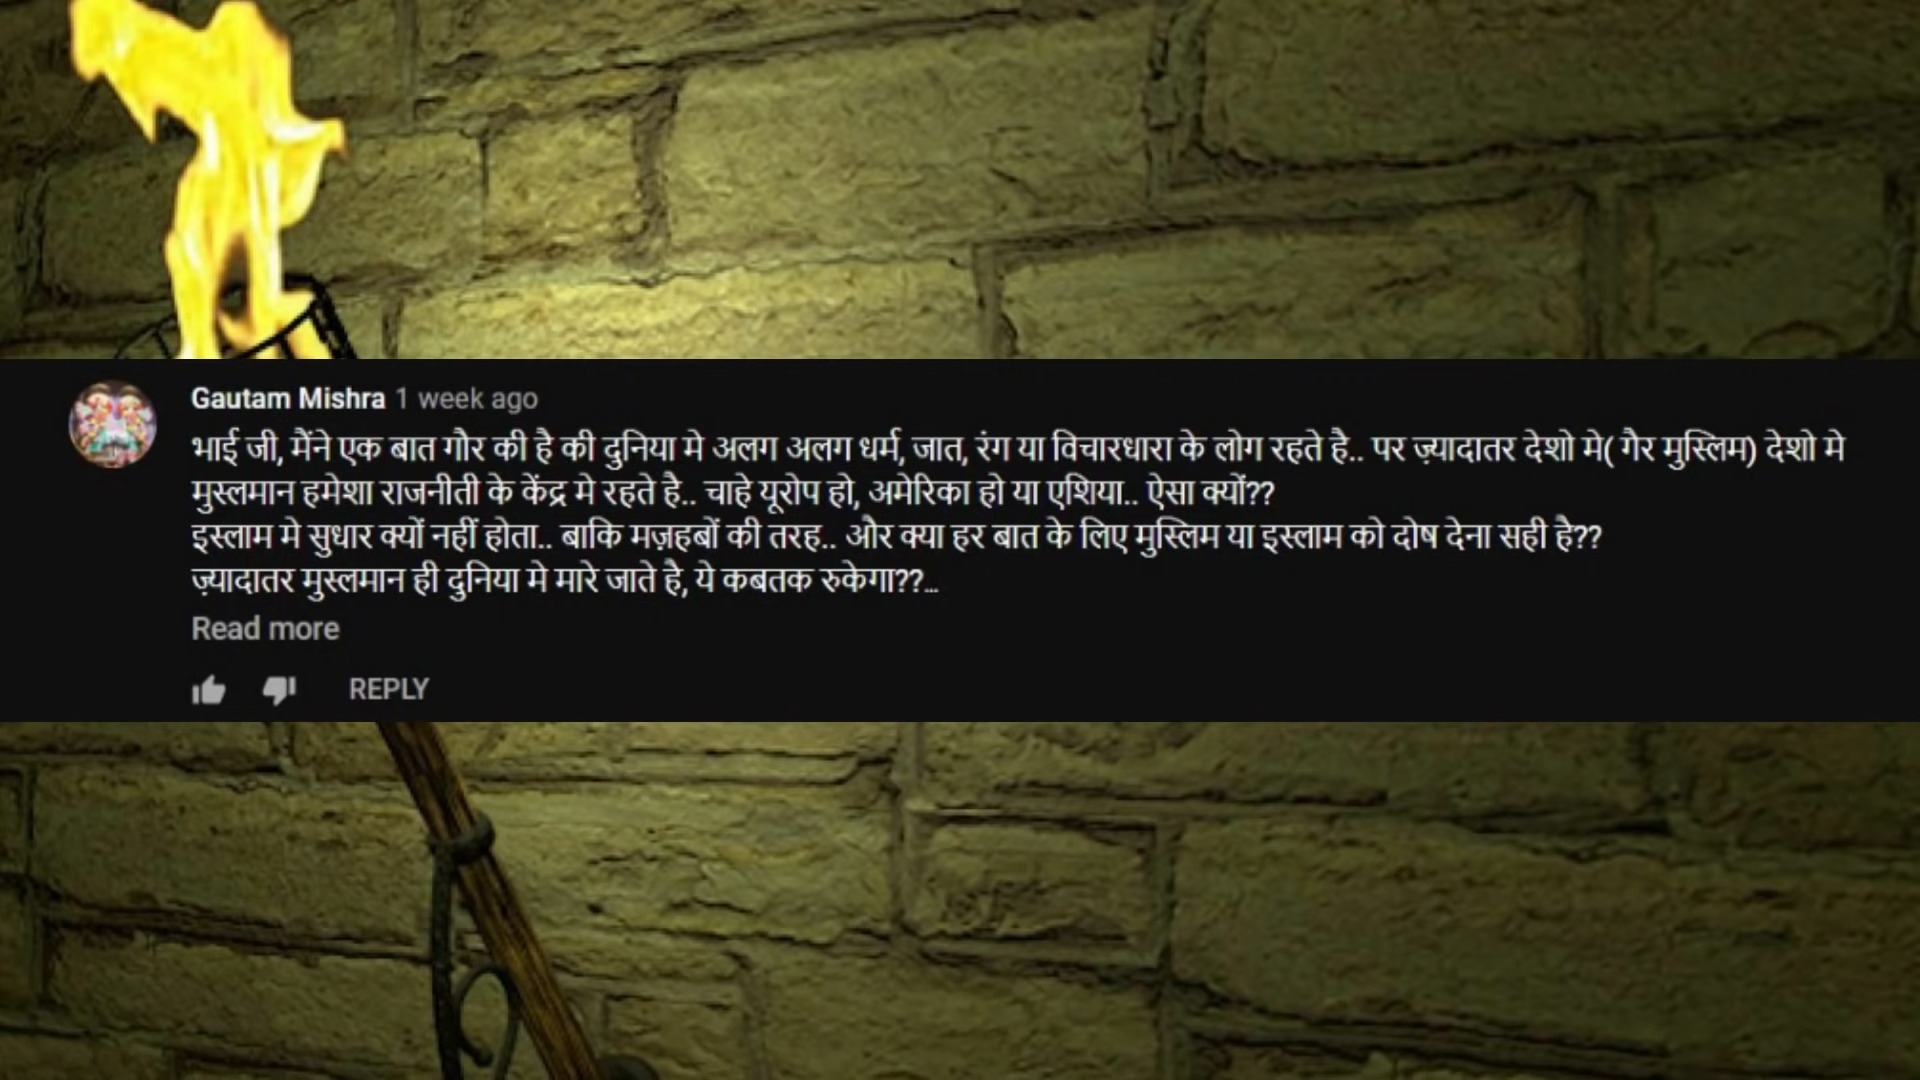 Gautam Mishra 1 week ago
भाई जी, मैंने एक बात गौर की है की दुनिया मे अलग अलग धर्म, जात, रंग या विचारधारा के लोग रहते है.. पर ज़्यादातर देशो मे( गैर मुस्लिम) देशो मे
मुस्लमान हमेशा राजनीती के केंद्र मे रहते है.. चाहे यूरोप हो, अमेरिका हो या एशिया.. ऐसा क्यों??
इस्लाम मे सुधार क्यों नहीं होता.. बाकि मज़हबों की तरह.. और क्या हर बात के लिए मुस्लिम या इस्लाम को दोष देना सही है??
ज़्यादातर मुस्लमान ही दुनिया मे मारे जाते है, ये कबतक रुकेगा??...
Read more
REPLY